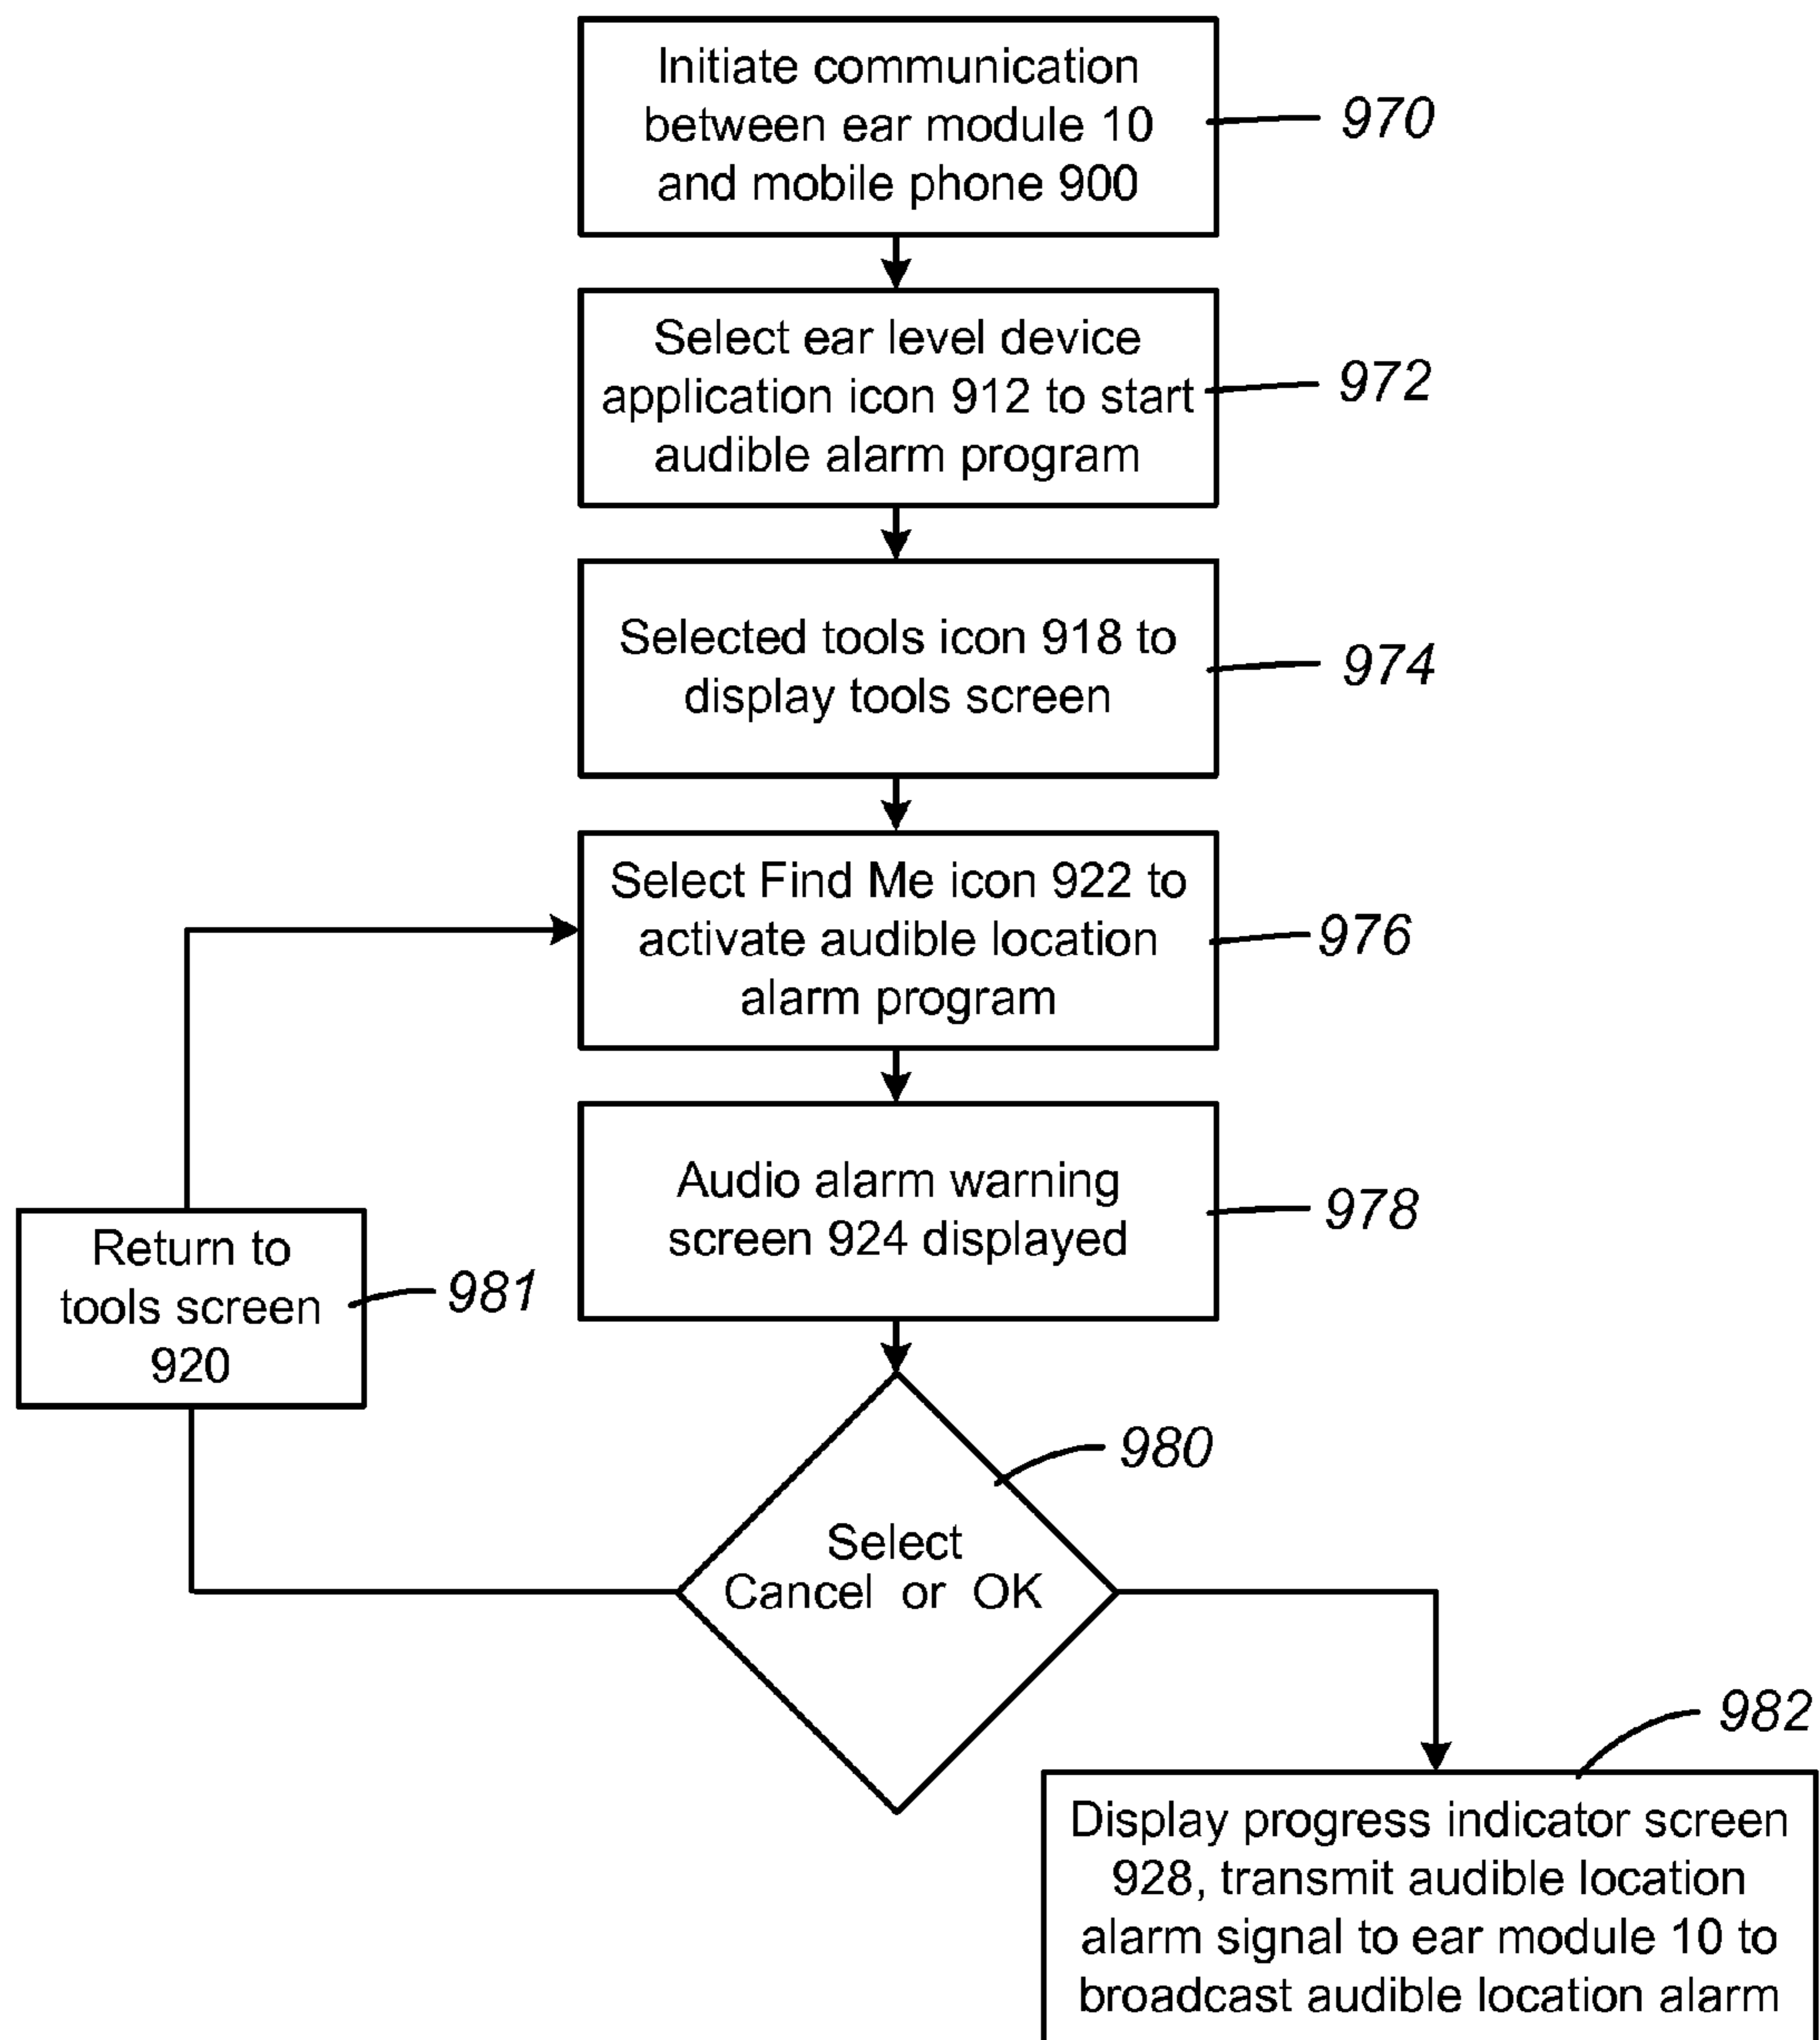 Initiate communication
between ear module 10
and mobile phone 900
970
Select ear level device
application icon 912 to start
audible alarm program
972
Selected tools icon 918 to
display tools screen
974
Select Find Me icon 922 to
activate audible location
alarm program
976
Audio alarm warning
screen 924 displayed
978
Return to
tools screen
920
981
980
Select
Cancel or OK
982
Display progress indicator screen
928, transmit audible location
alarm signal to ear module 10 to
broadcast audible location alarm